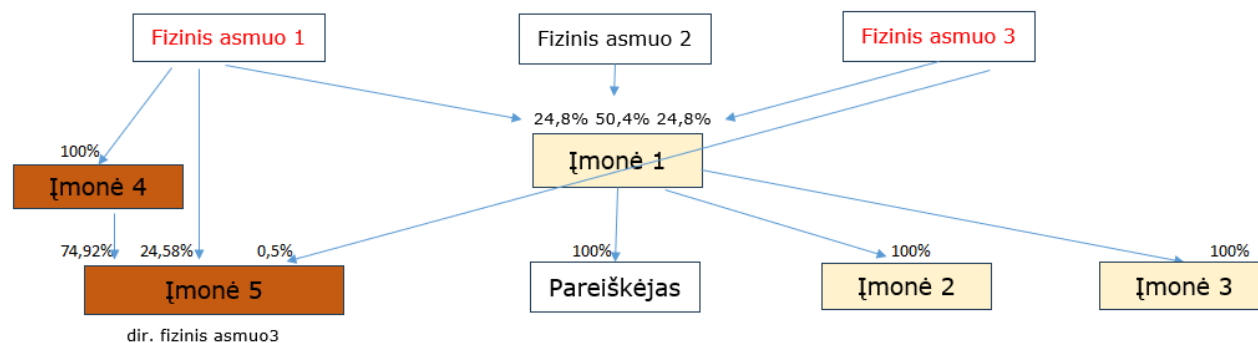 Fizinis asmuo 1
Fizinis asmuo 2
Fizinis asmuo 3
24,8% 50,4% 24,8%
100%
Įmonė 1
Įmonė 4
74,92% 24,58% 0,5%
100%
100%
100%
Įmonė 5
Pareiškėjas
Įmonė 2
Įmonė 3
dir. fizinis asmuo3